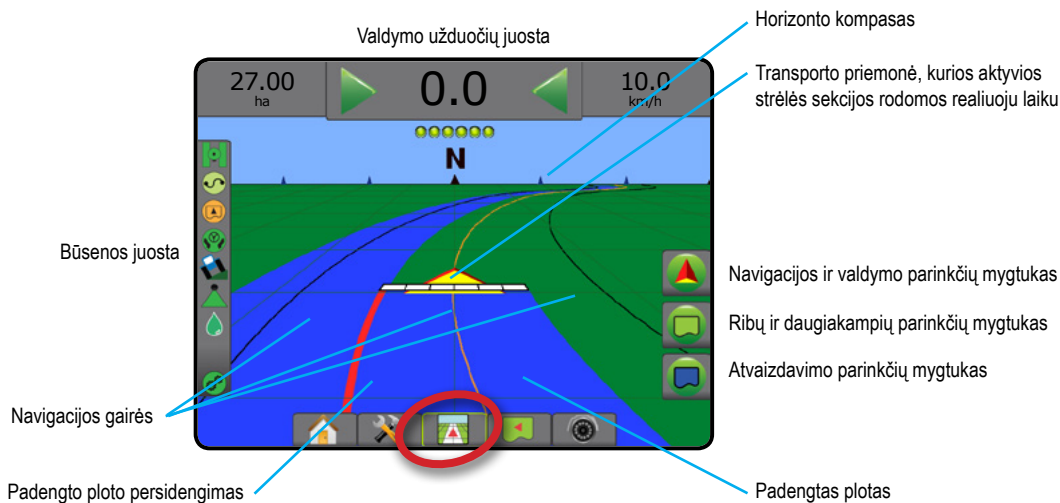 Valdymo užduočių juosta
Horizonto kompasas
Transporto priemonė, kurios aktyvios
strėlės sekcijos rodomos realiuoju laiku
27.00
ha
0.0
10.0
km/h
N
Būsenos juosta
Navigacijos ir valdymo parinkčių mygtukas
Ribų ir daugiakampių parinkčių mygtukas
Atvaizdavimo parinkčių mygtukas
Navigacijos gairės
Padengto ploto persidengimas
Padengtas plotas